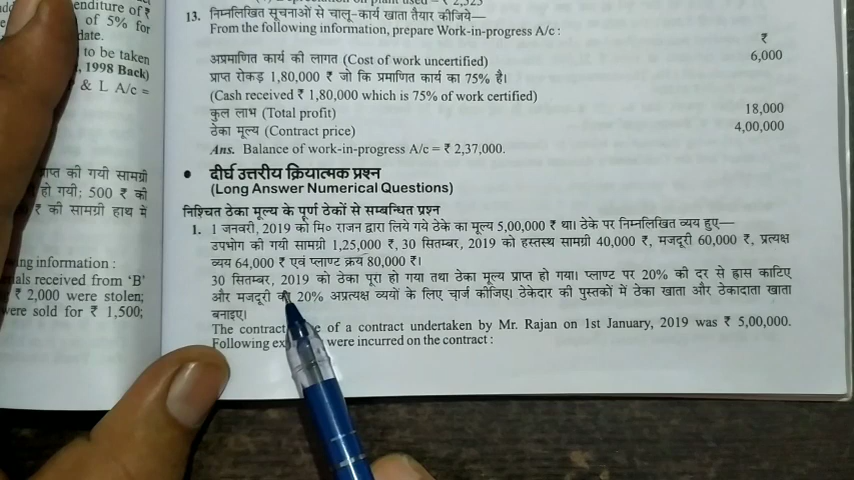 enditure of ₹
of 5% for
date.
to be taken
, 1998 Back)
& L A/c =
प्त की गयी सामग्री
हो गयी; 500 ₹ की
₹ की सामग्री हाथ में
ing information :
ials received from 'B'
₹ 2,000 were stolen;
were sold for ₹ 1,500;
13. निम्नलिखित सूचनाओं से चालू-कार्य खाता तैयार कीजिये—
From the following information, prepare Work-in-progress A/c :
₹
अप्रमाणित कार्य की लागत (Cost of work uncertified) 6,000
प्राप्त रोकड़ 1,80,000 ₹ जो कि प्रमाणित कार्य का 75% है।
(Cash received ₹ 1,80,000 which is 75% of work certified)
कुल लाभ (Total profit) 18,000
ठेका मूल्य (Contract price) 4,00,000
Ans. Balance of work-in-progress A/c = ₹ 2,37,000.
• दीर्घ उत्तरीय क्रियात्मक प्रश्न
(Long Answer Numerical Questions)
निश्चित ठेका मूल्य के पूर्ण ठेकों से सम्बन्धित प्रश्न
1. 1 जनवरी, 2019 को मि० राजन द्वारा लिये गये ठेके का मूल्य 5,00,000 ₹ था। ठेके पर निम्नलिखित व्यय हुए—
उपभोग की गयी सामग्री 1,25,000 ₹, 30 सितम्बर, 2019 को हस्तस्थ सामग्री 40,000 ₹, मजदूरी 60,000 ₹, प्रत्यक्ष
व्यय 64,000 ₹ एवं प्लाण्ट क्रय 80,000 ₹।
30 सितम्बर, 2019 को ठेका पूरा हो गया तथा ठेका मूल्य प्राप्त हो गया। प्लाण्ट पर 20% की दर से ह्रास काटिए
और मजदूरी का 20% अप्रत्यक्ष व्ययों के लिए चार्ज कीजिए। ठेकेदार की पुस्तकों में ठेका खाता और ठेकादाता खाता
बनाइए।
The contract of a contract undertaken by Mr. Rajan on 1st January, 2019 was ₹ 5,00,000.
Following were incurred on the contract :